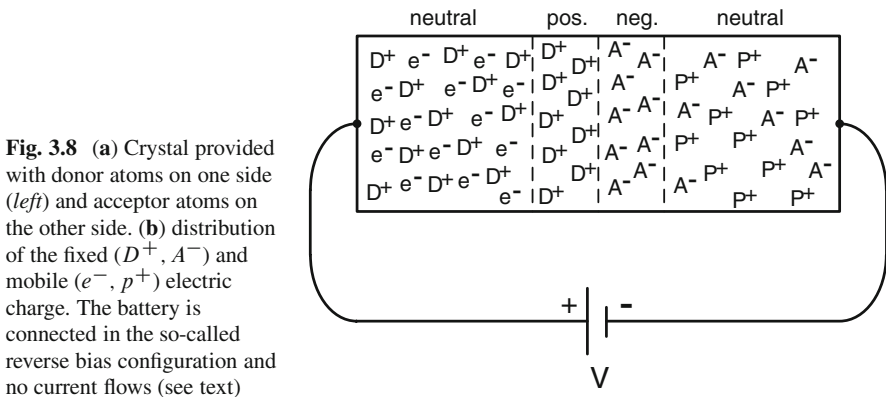 neutral pos. neg. neutral
D+ e- D+ e- D+ D+ A- A- P+ A-
D+ A- A- P+
e- D+ e- D+ e- D+ A- P+ A- P+
e- D+ D+ A-
D+ e- D+ e- D+ D+ A- A- A- P+ A- P+
e- D+ e- D+ e- D+ D+ A- A- P+ P+ A-
D+ e- D+ e- D+ D+ A- A- A- P+ P+ A-
e- D+ A- P+ P+
+ -
V
Fig. 3.8 (a) Crystal provided
with donor atoms on one side
(left) and acceptor atoms on
the other side. (b) distribution
of the fixed (D+, A−) and
mobile (e−, p+) electric
charge. The battery is
connected in the so-called
reverse bias configuration and
no current flows (see text)